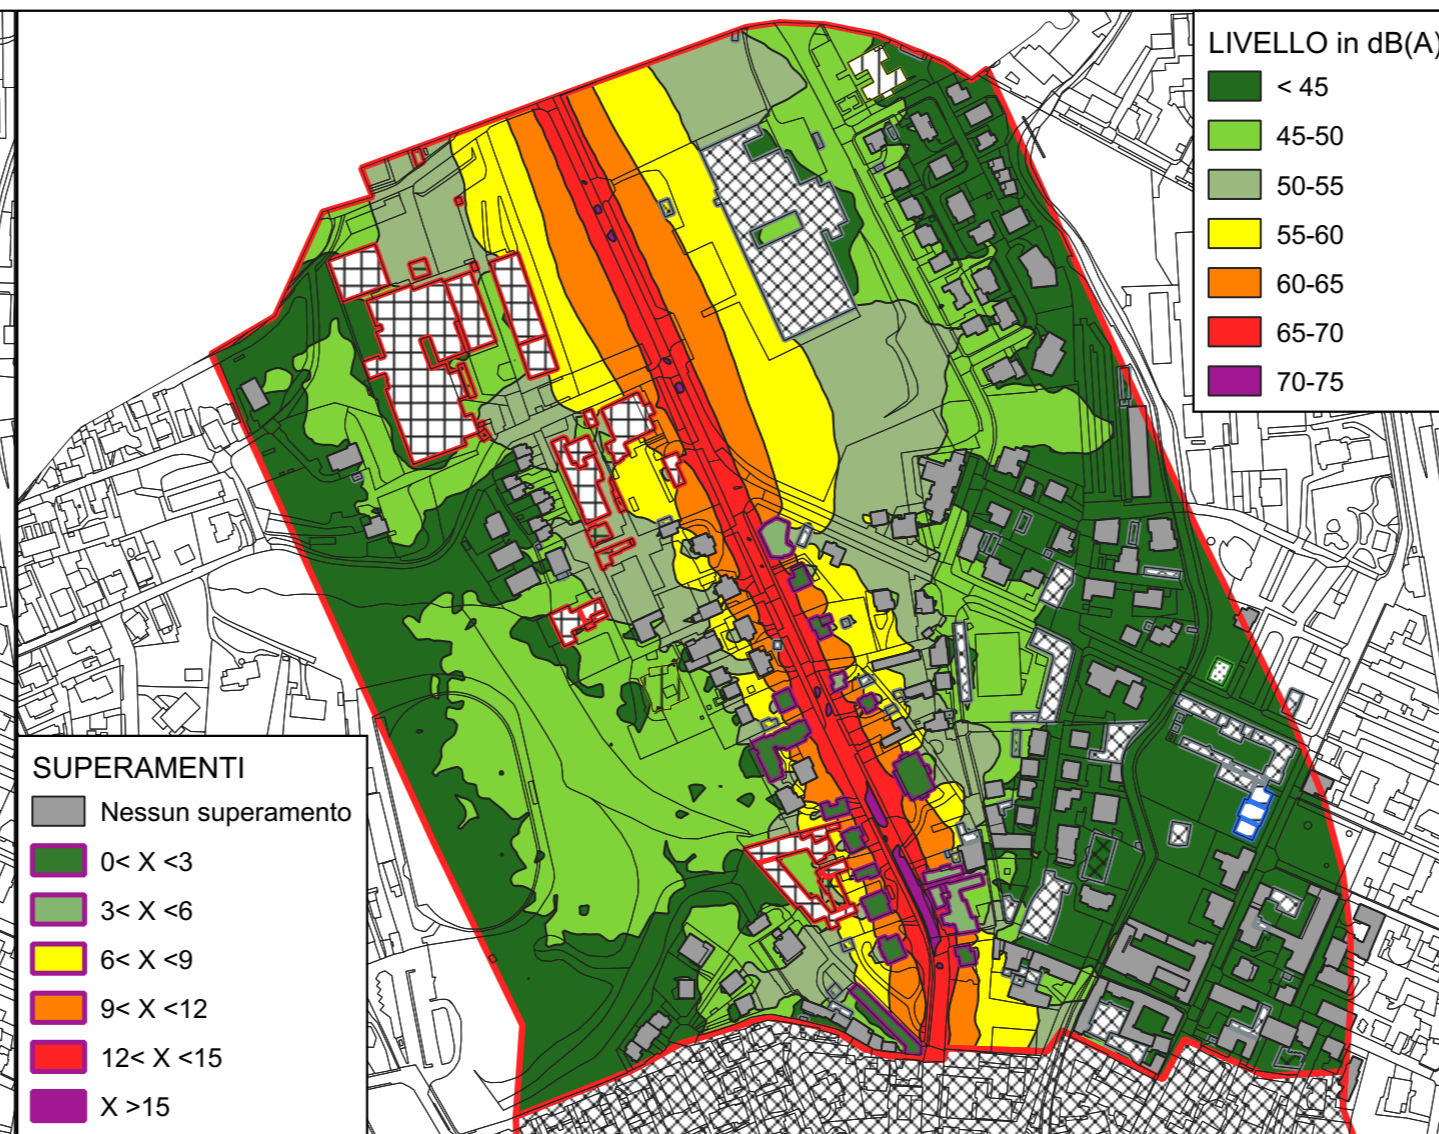 LIVELLO in dB(A)
< 45
45-50
50-55
55-60
60-65
65-70
70-75
SUPERAMENTI
Nessun superamento
0< X <3
3< X <6
6< X <9
9< X <12
12< X <15
X >15